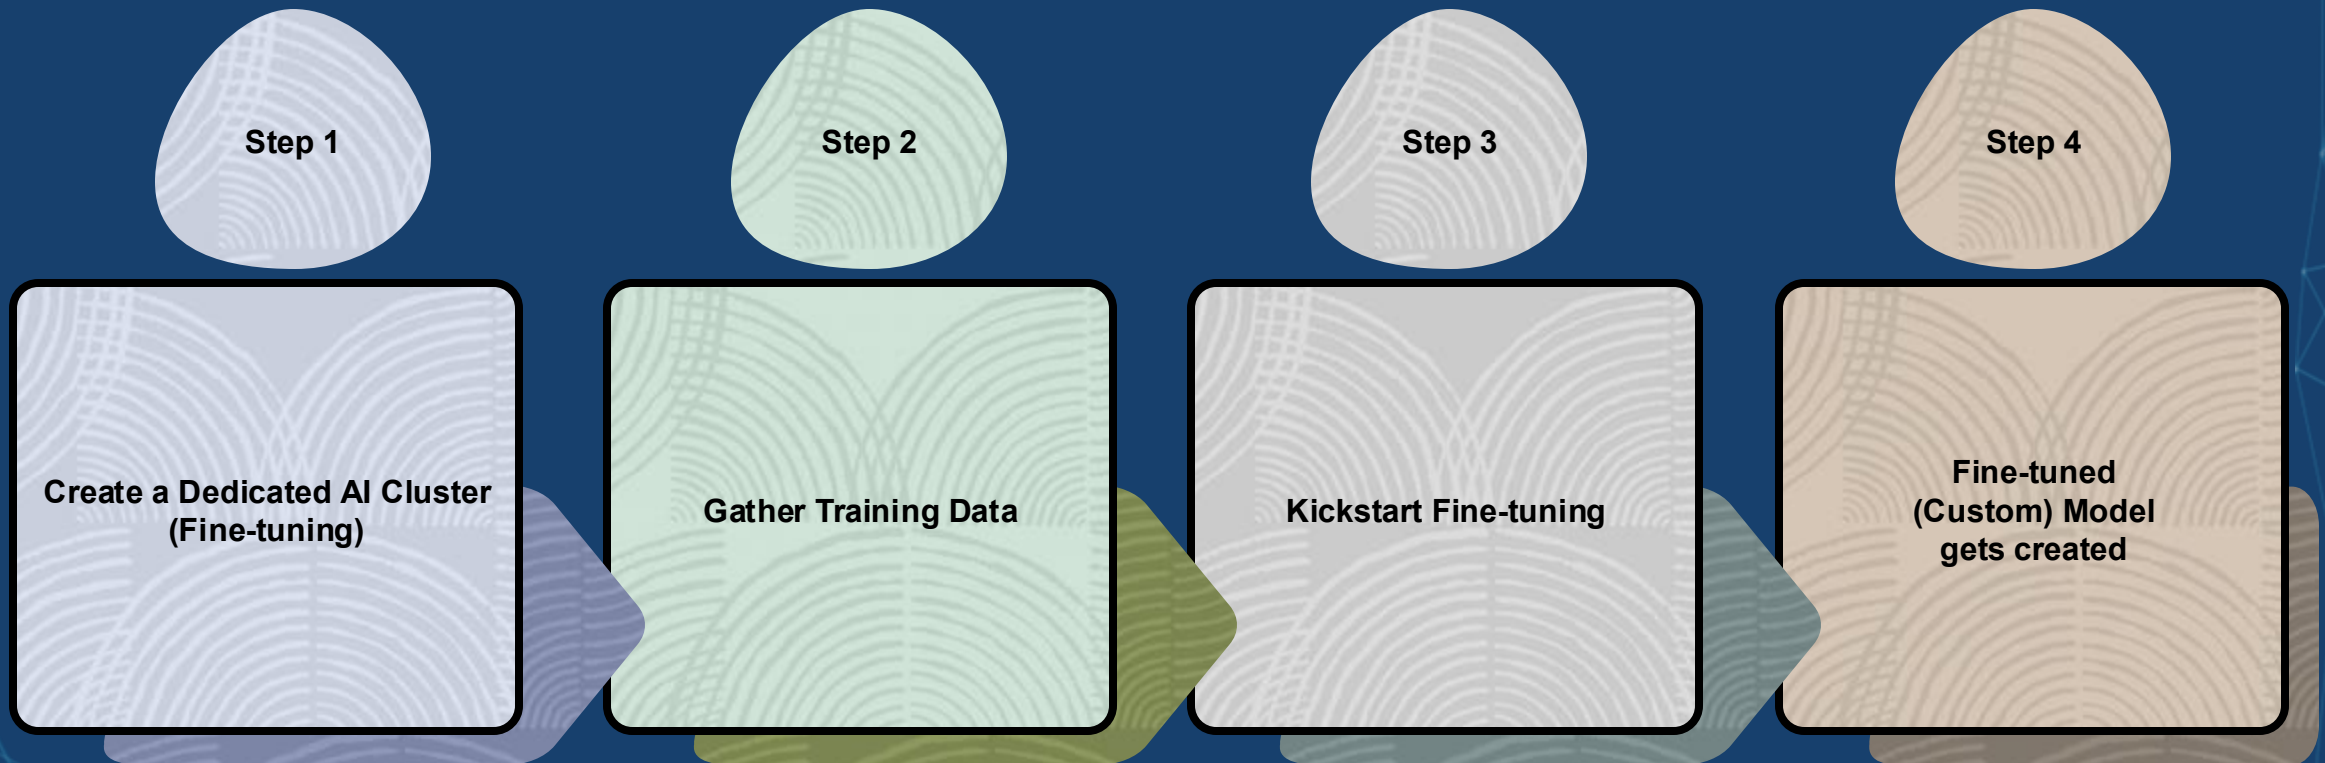 Step 1
Step 2
Step 3
Step 4
Create a Dedicated AI Cluster
(Fine-tuning)
Gather Training Data
Kickstart Fine-tuning
Fine-tuned
(Custom) Model
gets created